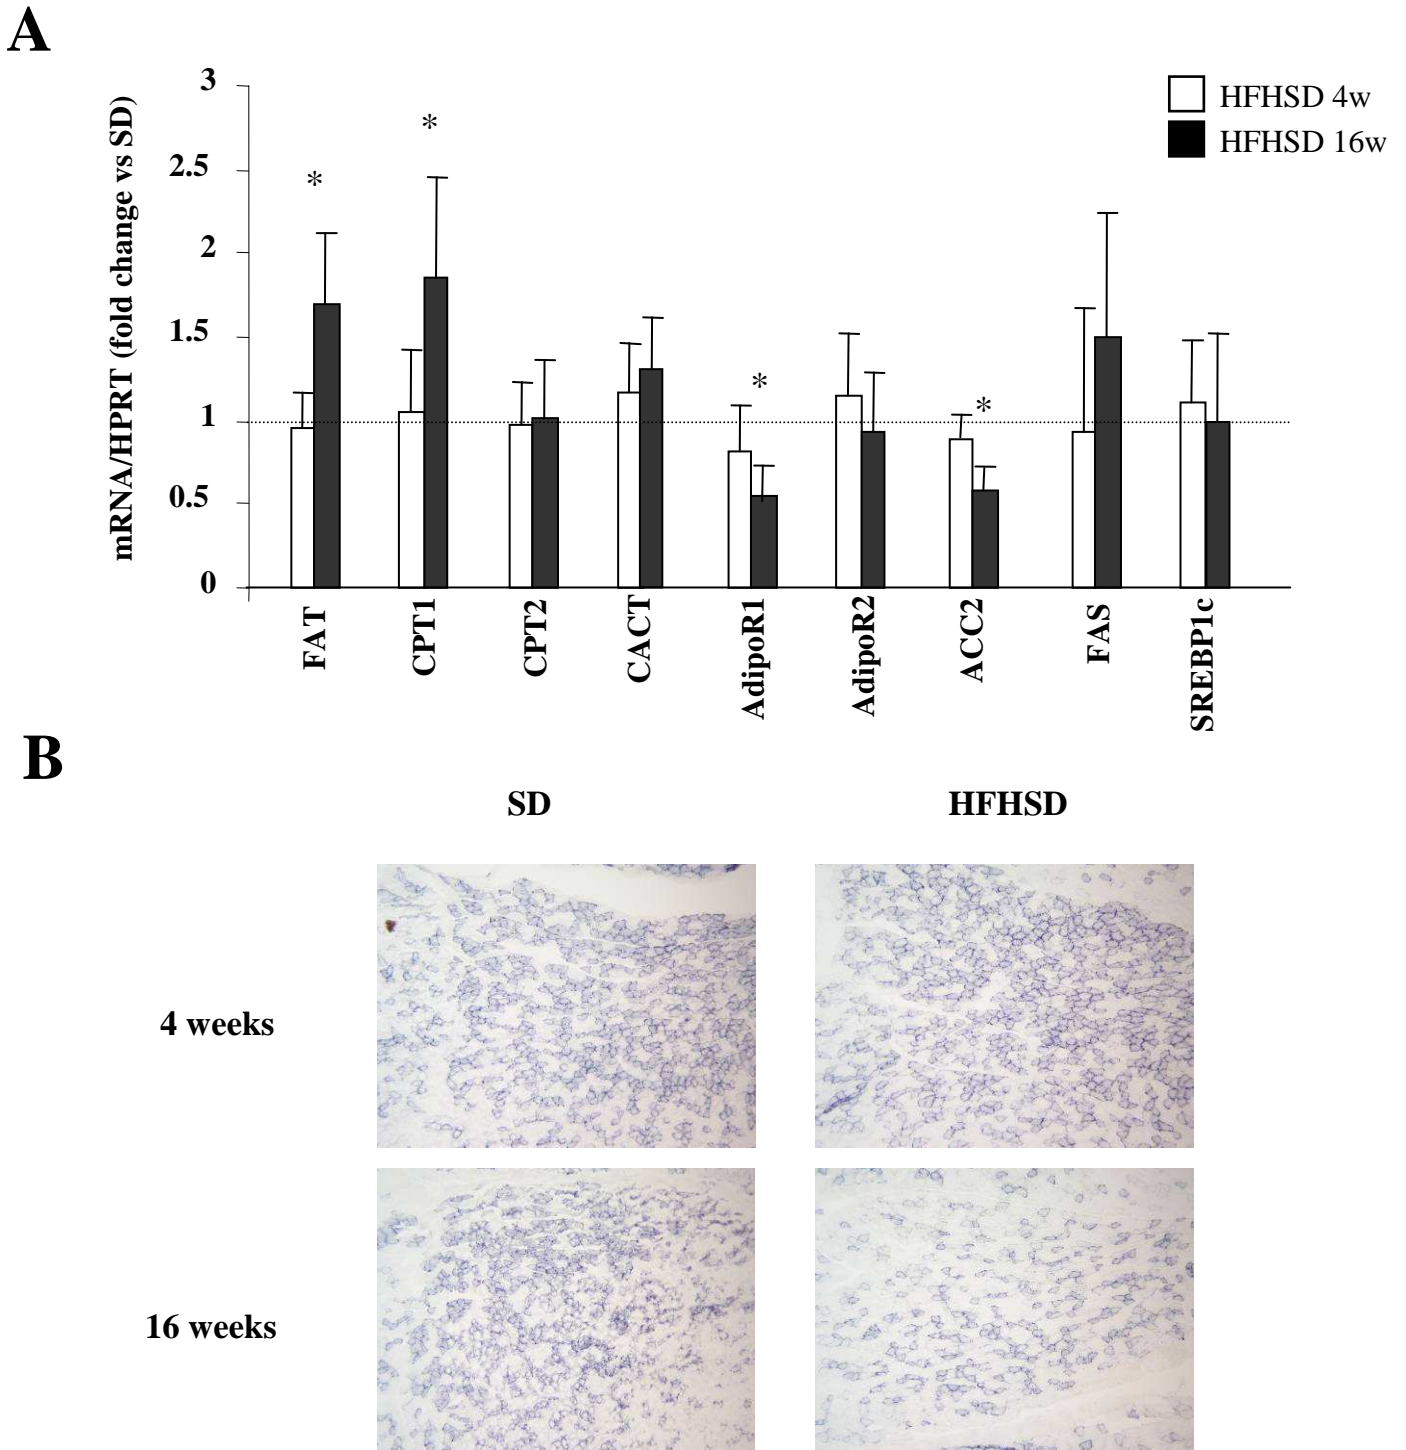 A
mRNA/HPRT (fold change vs SD)
3
2.5
2
1.5
1
0.5
0
*
*
*
*
HFHSD 4w
HFHSD 16w
FAT
CPT1
CPT2
CACT
AdipoR1
AdipoR2
ACC2
FAS
SREBP1c
B
SD
HFHSD
4 weeks
16 weeks